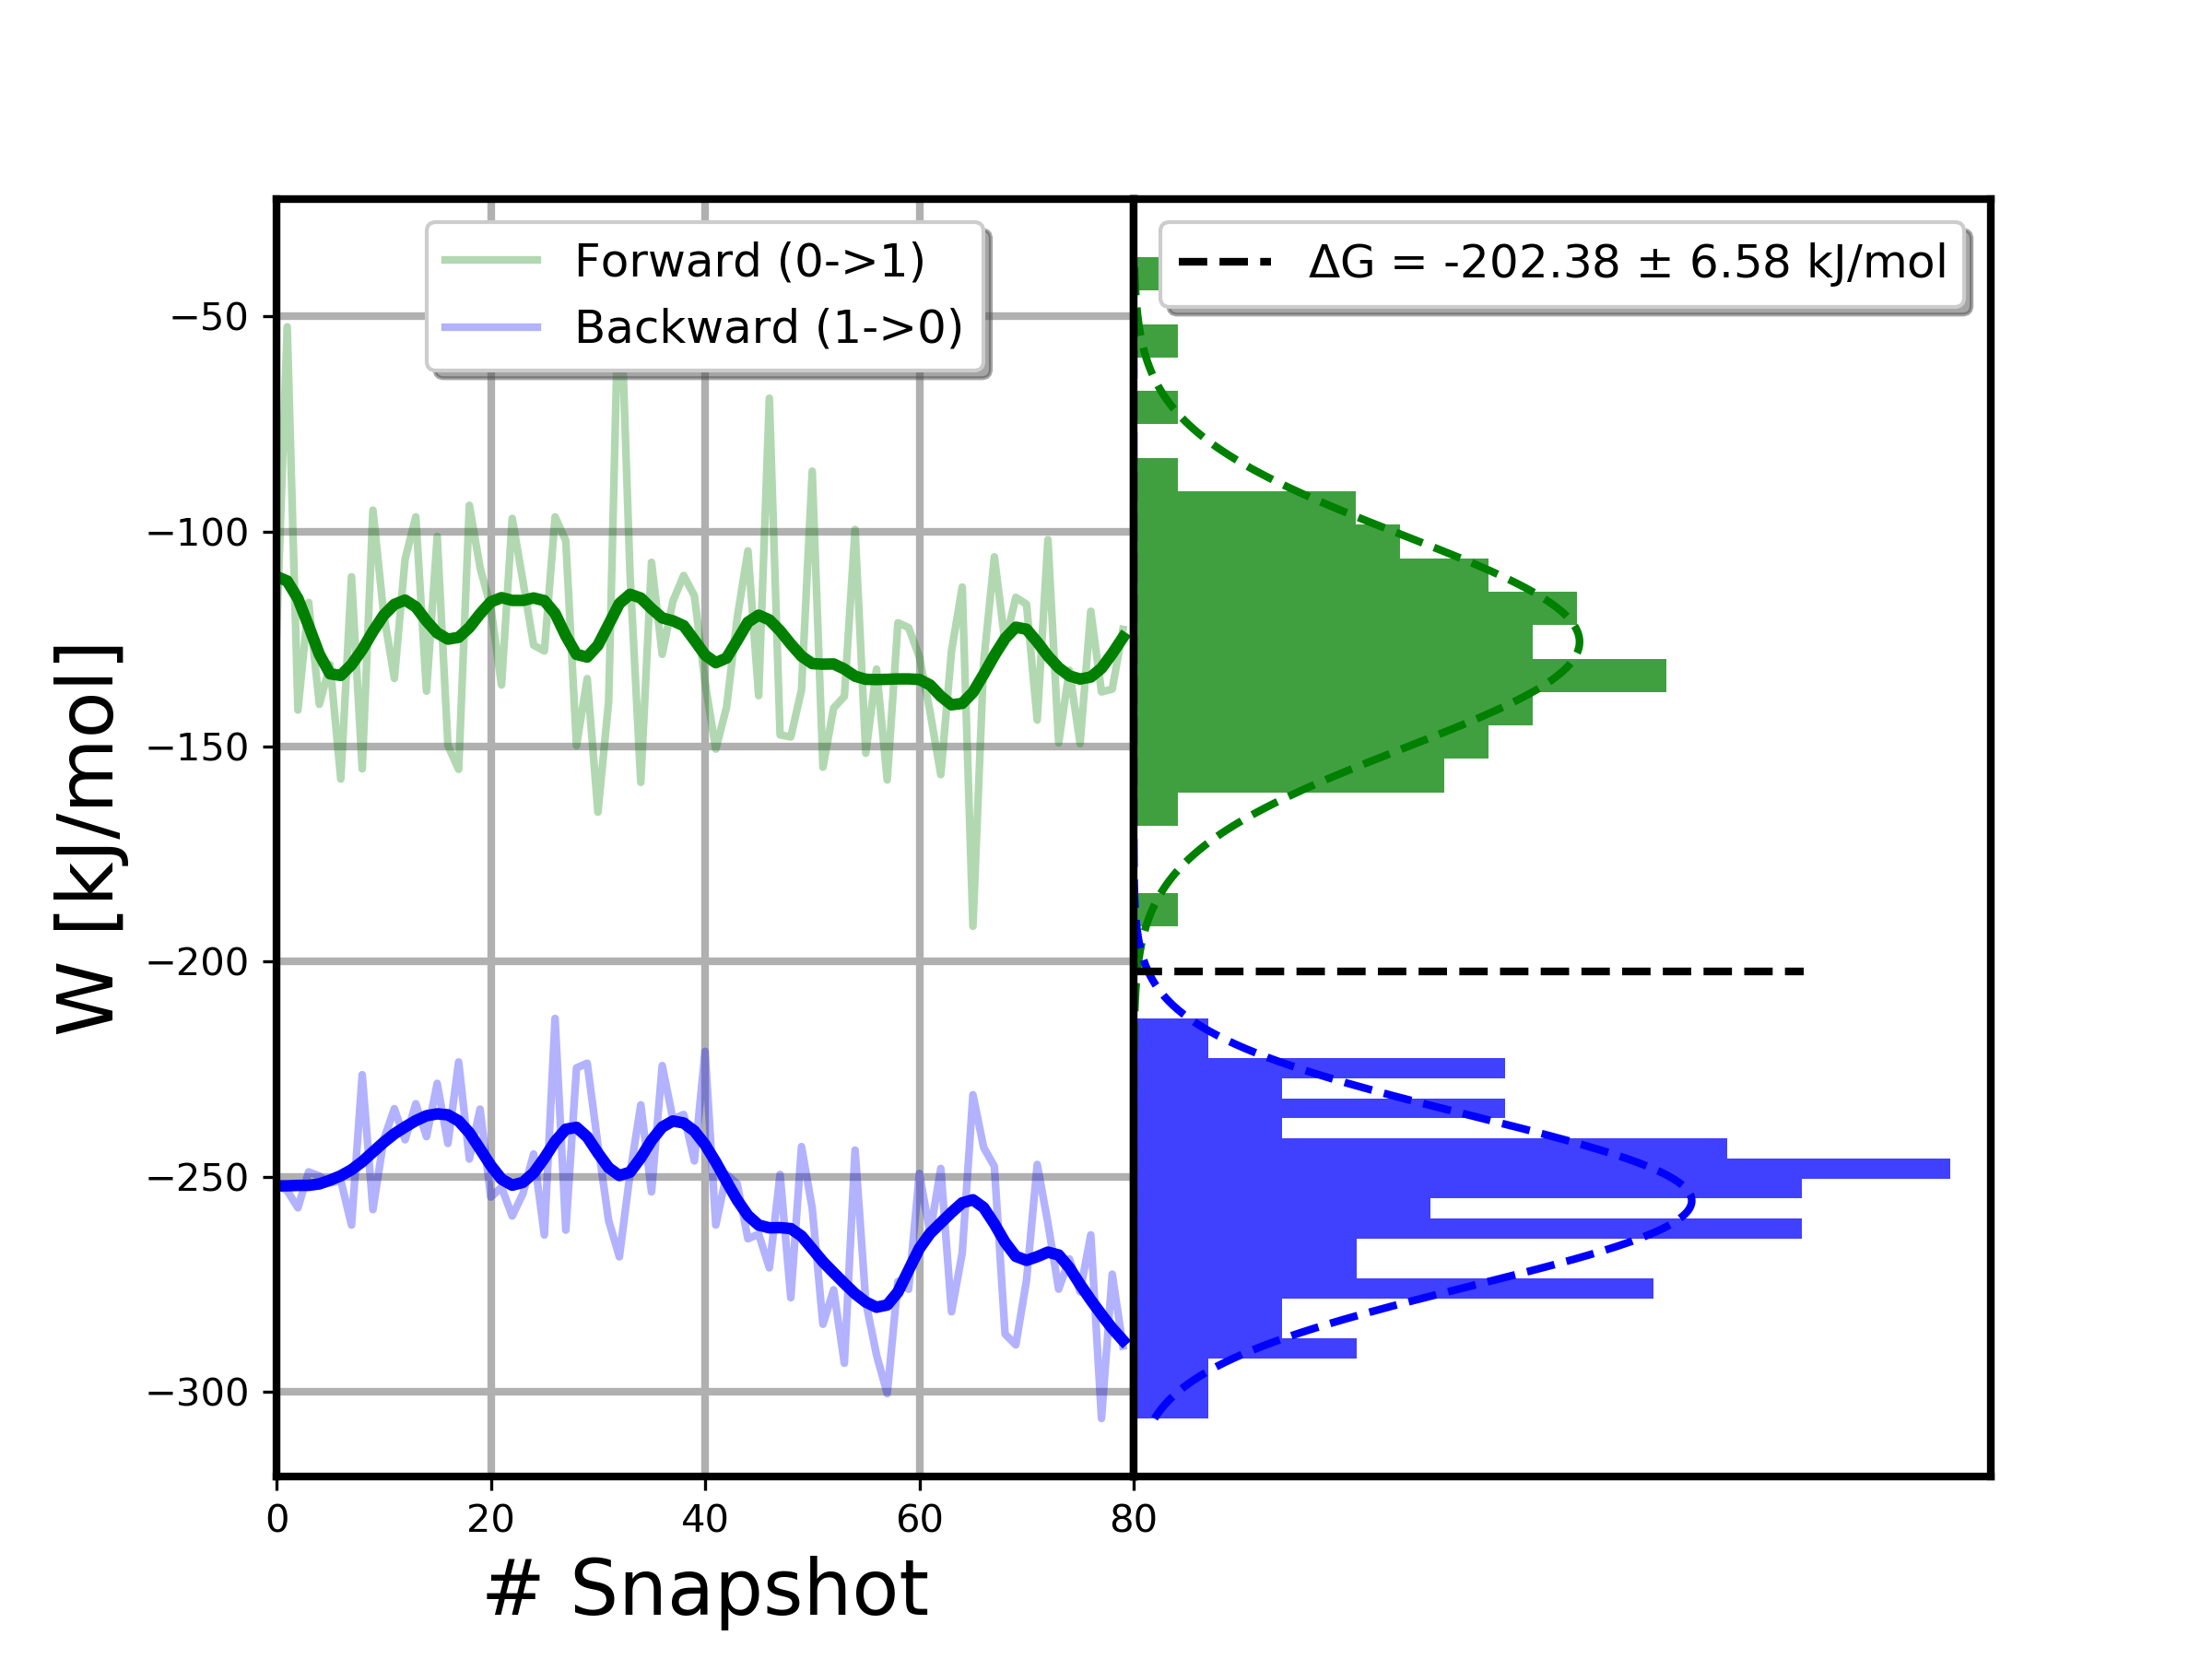 Forward (0->1)
Backward (1->0)
ΔG = -202.38 ± 6.58 kJ/mol
W [kJ/mol]
−50
−100
−150
−200
−250
−300
0 20 40 60 80
# Snapshot